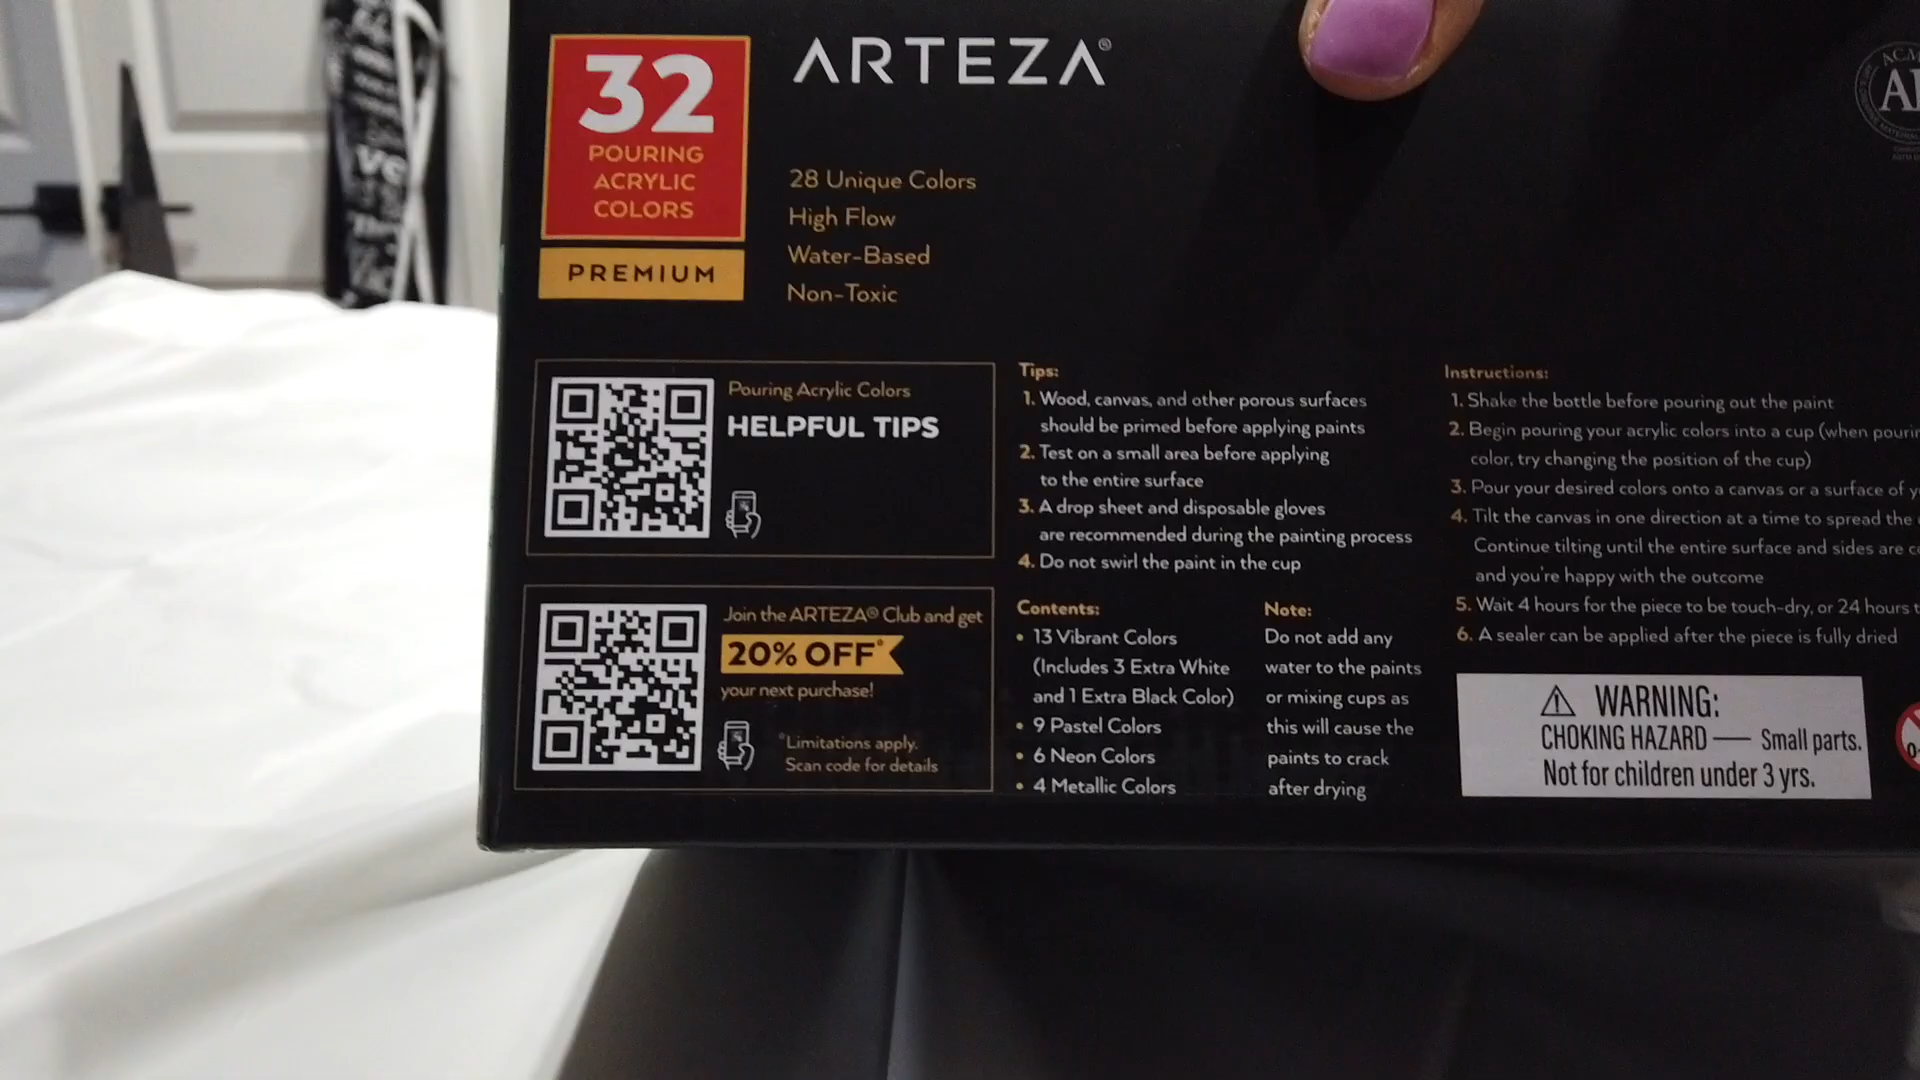 32
POURING
ACRYLIC
COLORS
PREMIUM
ARTEZA®
28 Unique Colors
High Flow
Water-Based
Non-Toxic
Pouring Acrylic Colors
HELPFUL TIPS
Join the ARTEZA® Club and get
20% OFF*
your next purchase!
*Limitations apply.
Scan code for details
Tips:
1. Wood, canvas, and other porous surfaces
should be primed before applying paints
2. Test on a small area before applying
to the entire surface
3. A drop sheet and disposable gloves
are recommended during the painting process
4. Do not swirl the paint in the cup
Contents:
• 13 Vibrant Colors
(Includes 3 Extra White
and 1 Extra Black Color)
• 9 Pastel Colors
• 6 Neon Colors
• 4 Metallic Colors
Note:
Do not add any
water to the paints
or mixing cups as
this will cause the
paints to crack
after drying
Instructions:
1. Shake the bottle before pouring out the paint
2. Begin pouring your acrylic colors into a cup (when
color, try changing the position of the cup)
3. Pour your desired colors onto a canvas or a surface of
4. Tilt the canvas in one direction at a time to spread the
Continue tilting until the entire surface and sides are
and you're happy with the outcome
5. Wait 4 hours for the piece to be touch-dry, or 24 hours
6. A sealer can be applied after the piece is fully dried
⚠ WARNING:
CHOKING HAZARD — Small parts.
Not for children under 3 yrs.